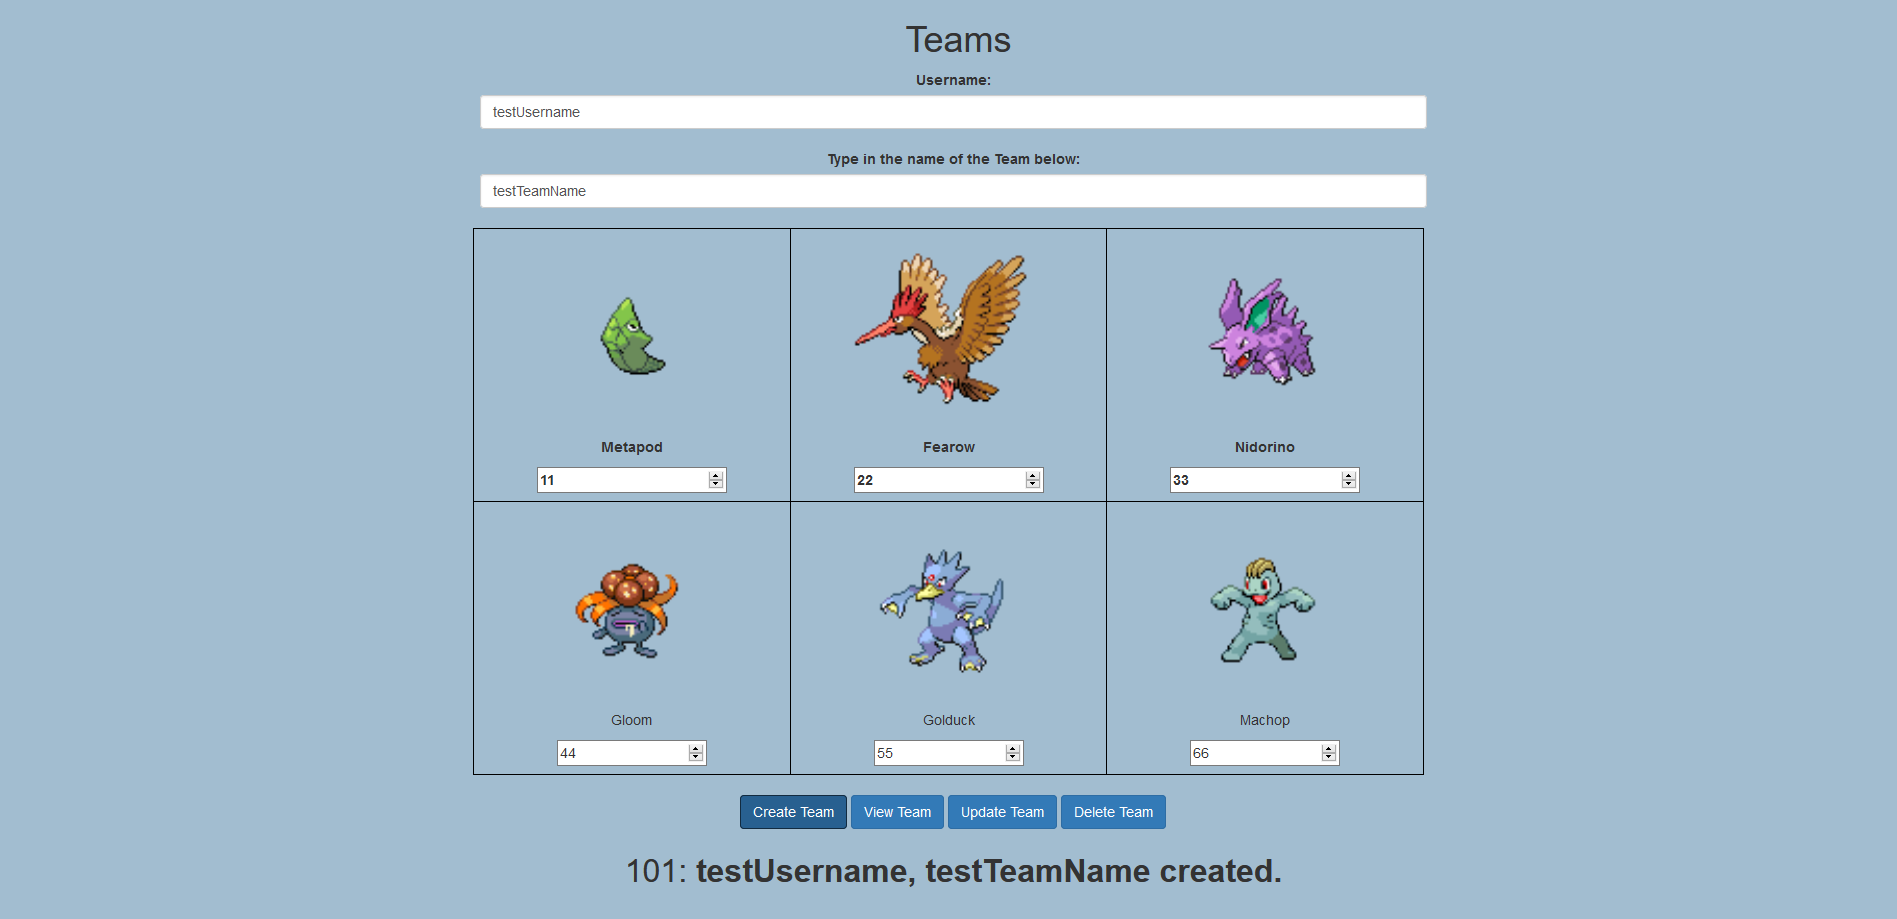 Teams
Username:
testUsername
Type in the name of the Team below:
testTeamName
Metapod Fearow Nidorino
11 22 33
Gloom Golduck Machop
44 55 66
Create Team View Team Update Team Delete Team
101: testUsername, testTeamName created.